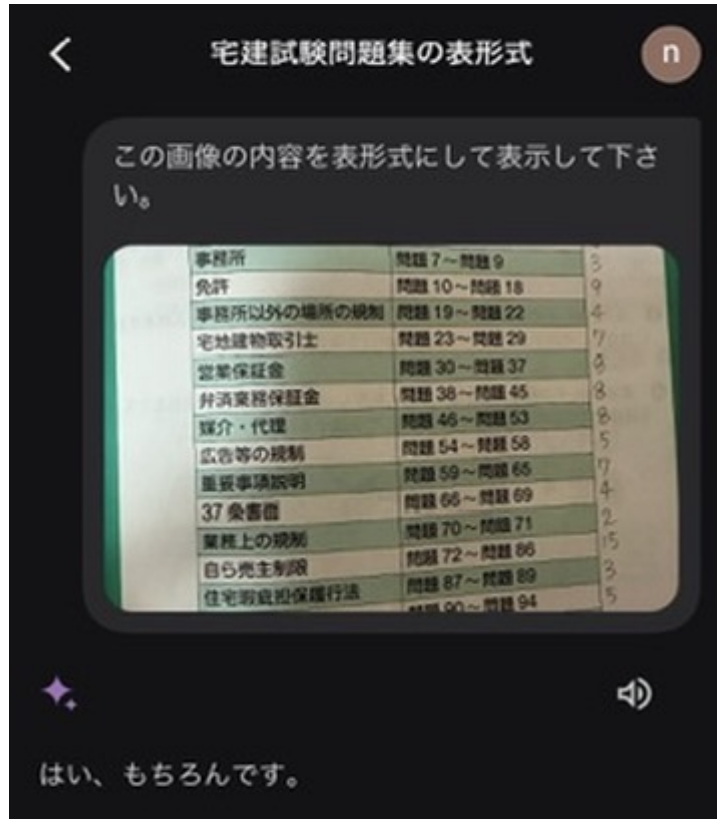 宅建試験問題集の表形式
n
この画像の内容を表形式にして表示して下さ
い。
事務所 問題 7～問題 9 3
免許 問題 10～問題 18 9
事務所以外の場所の規制 問題 19～問題 22 4
宅地建物取引士 問題 23～問題 29 7
営業保証金 問題 30～問題 37 8
弁済業務保証金 問題 38～問題 45 8
媒介・代理 問題 46～問題 53 8
広告等の規制 問題 54～問題 58 5
重要事項説明 問題 59～問題 65 7
37 条書面 問題 66～問題 69 4
業務上の規制 問題 70～問題 71 2
自ら売主制限 問題 72～問題 86 15
住宅瑕疵担保履行法 問題 87～問題 89 3
問題 90～問題 94 5
はい、もちろんです。